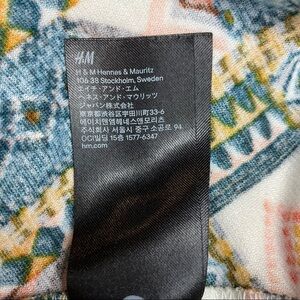 H&M
H & M Hennes & Mauritz
106 38 Stockholm, Sweden
エイチ・アンド・エム
ヘネス・アンド・マウリッツ
ジャパン株式会社
東京都渋谷区宇田川町33-6
에이치앤엠헤네스앤모리츠
주식회사 서울시 중구 소공로 94
OCI빌딩 15층 1577-6347
hm.com